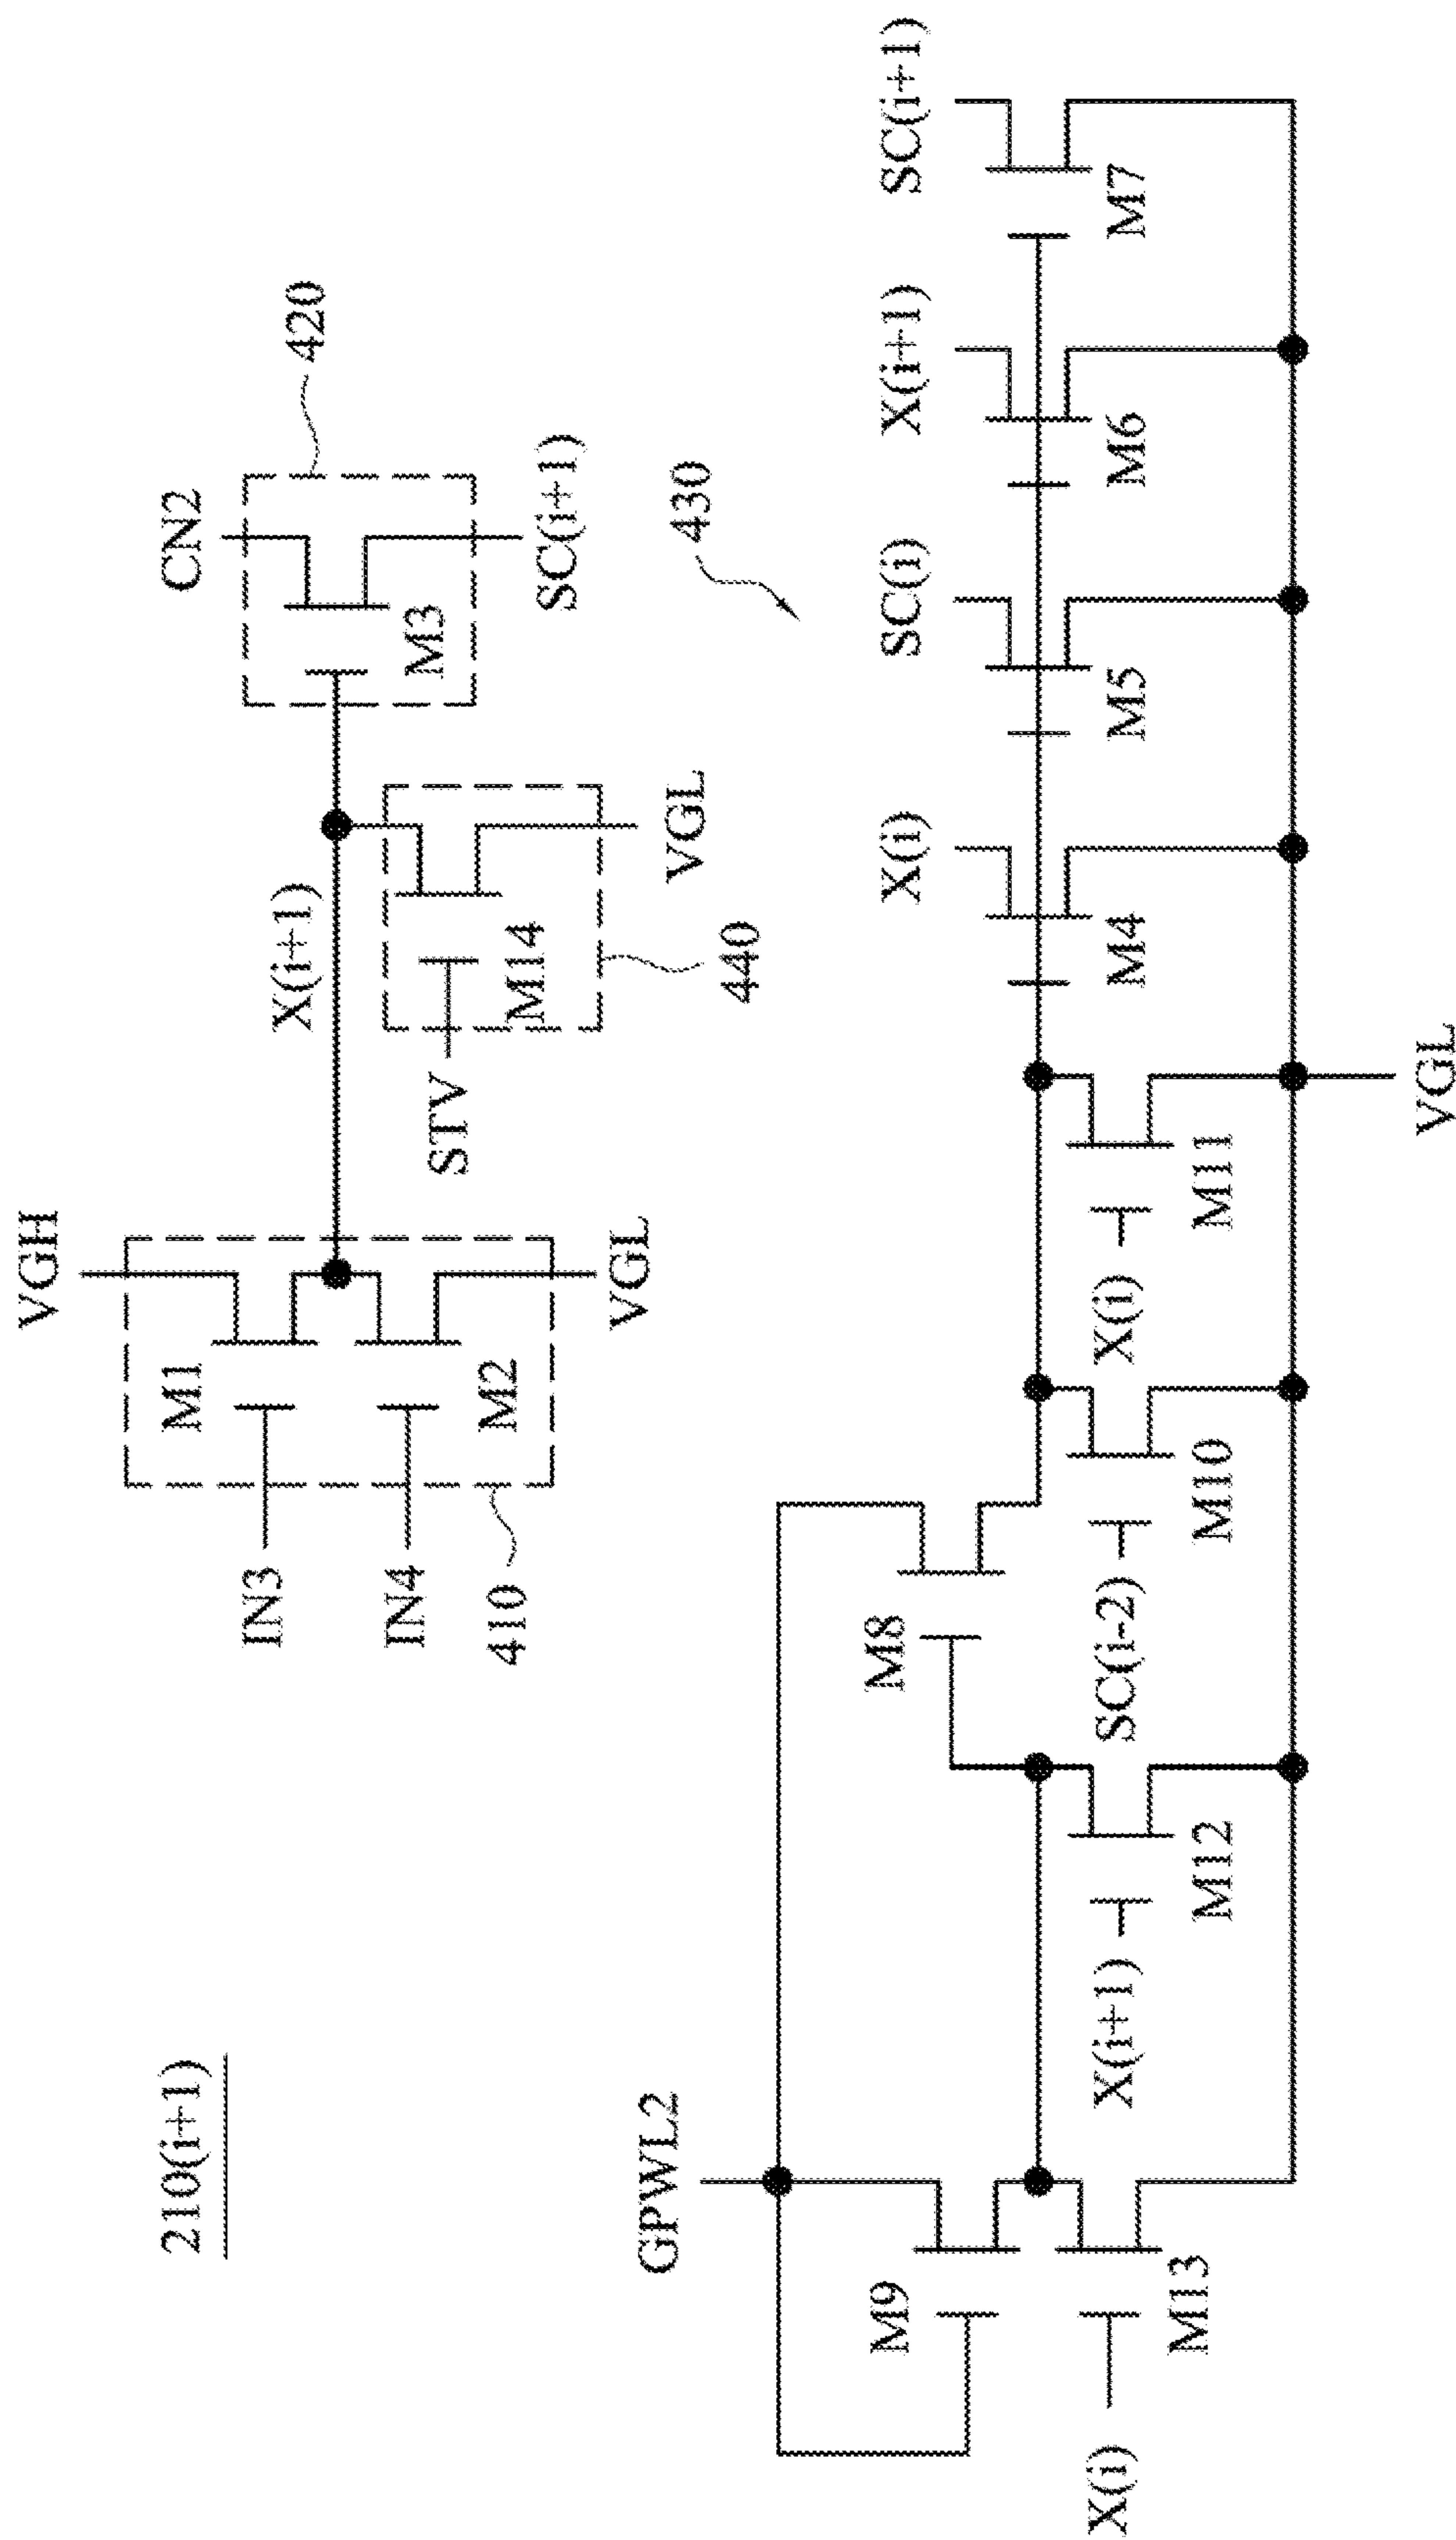 210(i+1)
VGH
M1
IN3
IN4
M2
VGL
410
X(i+1)
STV
M14
VGL
440
CN2
M3
SC(i+1)
420
430
GPWL2
M9
X(i)
M13
X(i+1)
M12
M8
SC(i-2)
M10
X(i)
M11
VGL
X(i)
M4
SC(i)
M5
X(i+1)
M6
SC(i+1)
M7